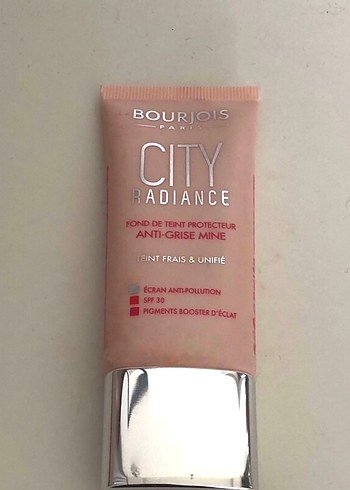 BOURJOIS
PARIS
CITY
RADIANCE
FOND DE TEINT PROTECTEUR
ANTI-GRISE MINE
TEINT FRAIS & UNIFIÉ
ÉCRAN ANTI-POLLUTION
SPF 30
PIGMENTS BOOSTER D'ÉCLAT